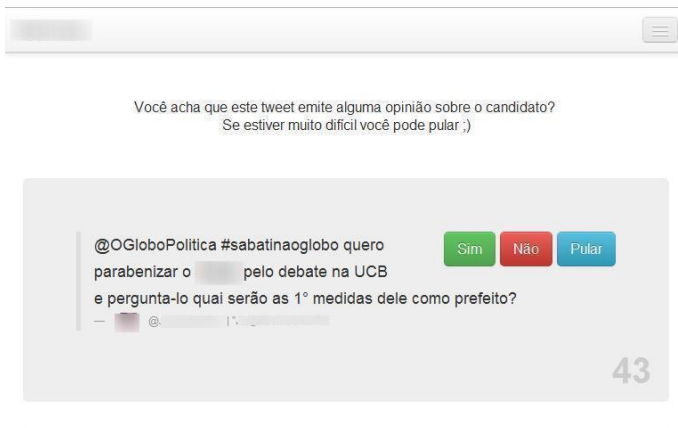 Você acha que este tweet emite alguma opinião sobre o candidato?
Se estiver muito difícil você pode pular ;)
@OGloboPolitica #sabatinaoglobo quero
parabenizar o pelo debate na UCB
e pergunta-lo quai serão as 1° medidas dele como prefeito?
Sim Não Pular
— @
43